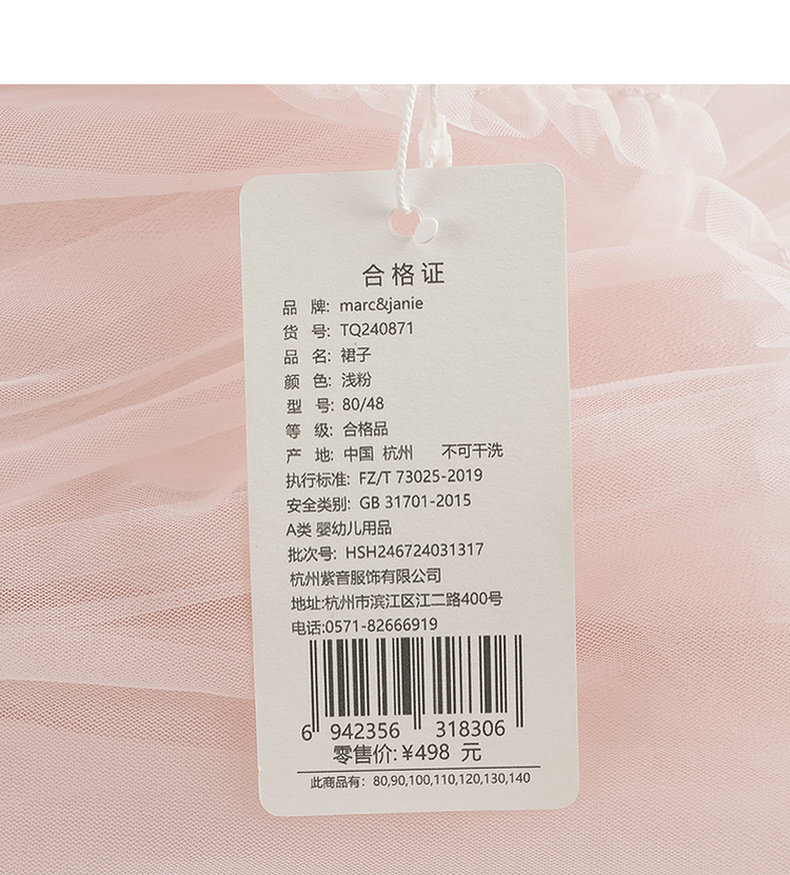 合格证
品 牌: marc&janie
货 号: TQ240871
品 名: 裙子
颜 色: 浅粉
型 号: 80/48
等 级: 合格品
产 地: 中国 杭州 不可干洗
执行标准: FZ/T 73025-2019
安全类别: GB 31701-2015
A类 婴幼儿用品
批次号: HSH246724031317
杭州紫音服饰有限公司
地址:杭州市滨江区江二路400号
电话:0571-82666919
6 942356 318306
零售价:¥498 元
此商品有: 80,90,100,110,120,130,140